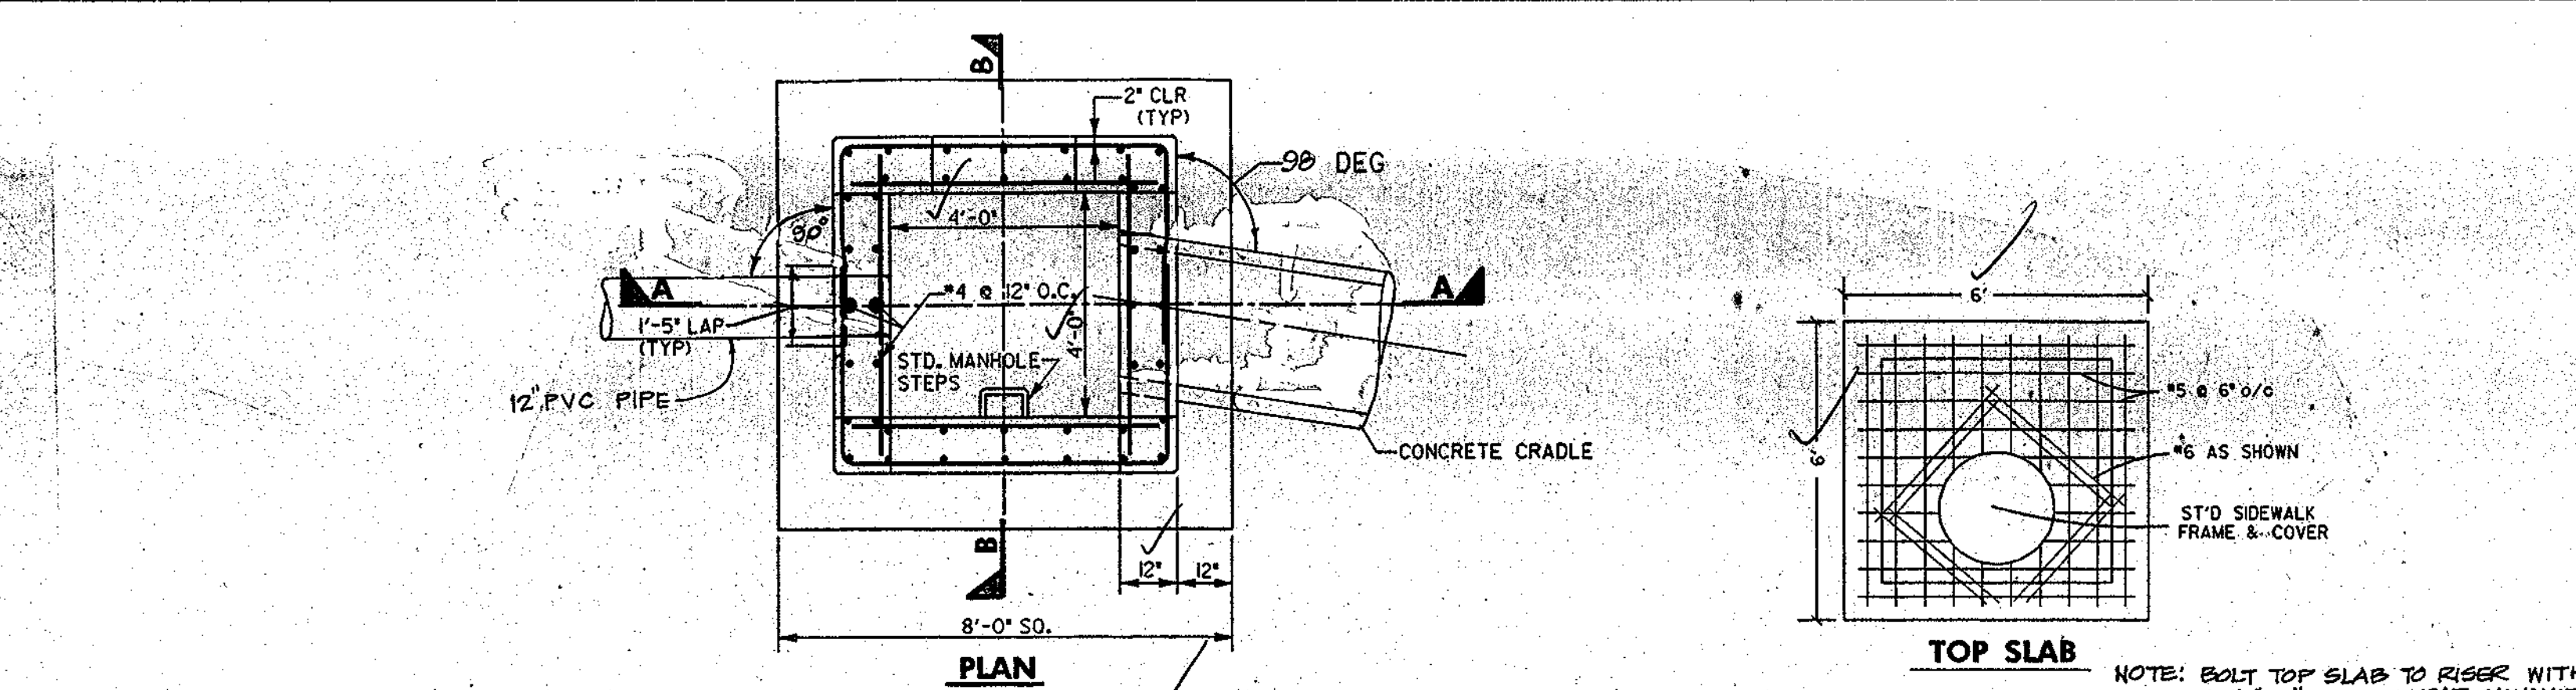 B
2" CLR
(TYP)
98 DEG
90°
4'-0"
A
A
#4 @ 12" O.C.
1'-5" LAP
(TYP)
4'-0"
STD. MANHOLE
STEPS
12" PVC PIPE
CONCRETE CRADLE
B
12"
12"
8'-0" SQ.
PLAN
6'
6'
#5 @ 6" o/c
#6 AS SHOWN
ST'D SIDEWALK
FRAME & COVER
TOP SLAB
NOTE: BOLT TOP SLAB TO RISER WITH